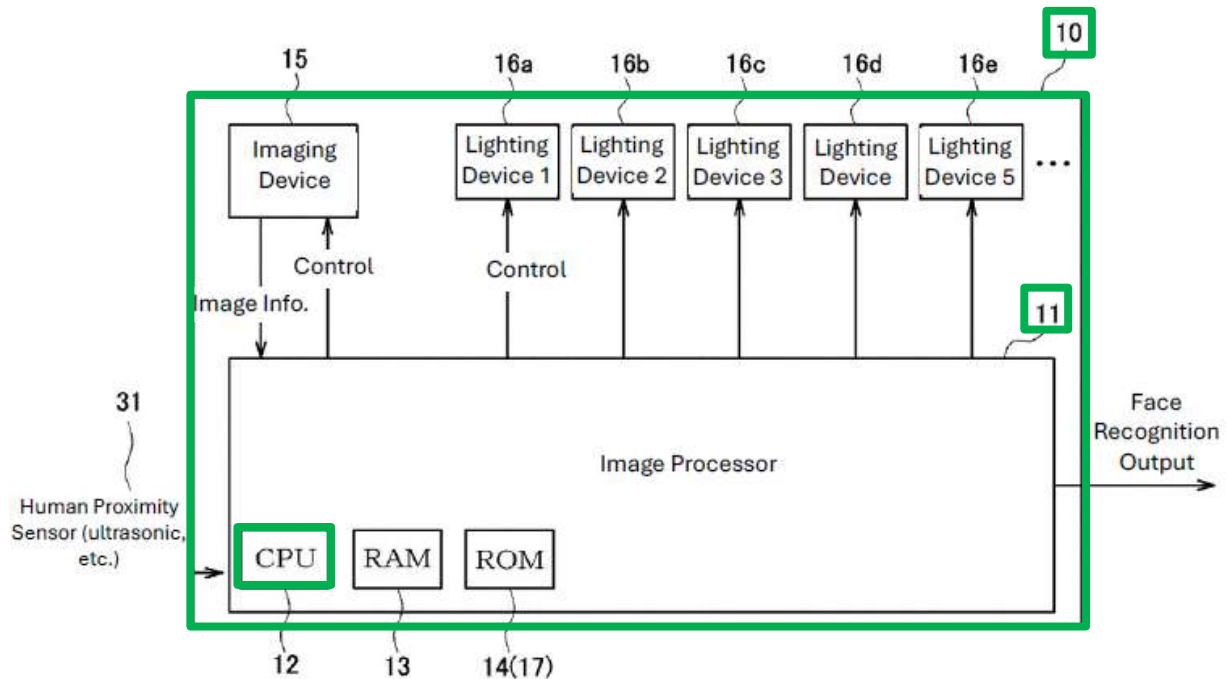 10
15
16a
16b
16c
16d
16e
Imaging
Device
Lighting
Device 1
Lighting
Device 2
Lighting
Device 3
Lighting
Device
Lighting
Device 5
...
Control
Control
Image Info.
11
31
Human Proximity
Sensor (ultrasonic,
etc.)
Image Processor
Face
Recognition
Output
CPU
RAM
ROM
12
13
14(17)